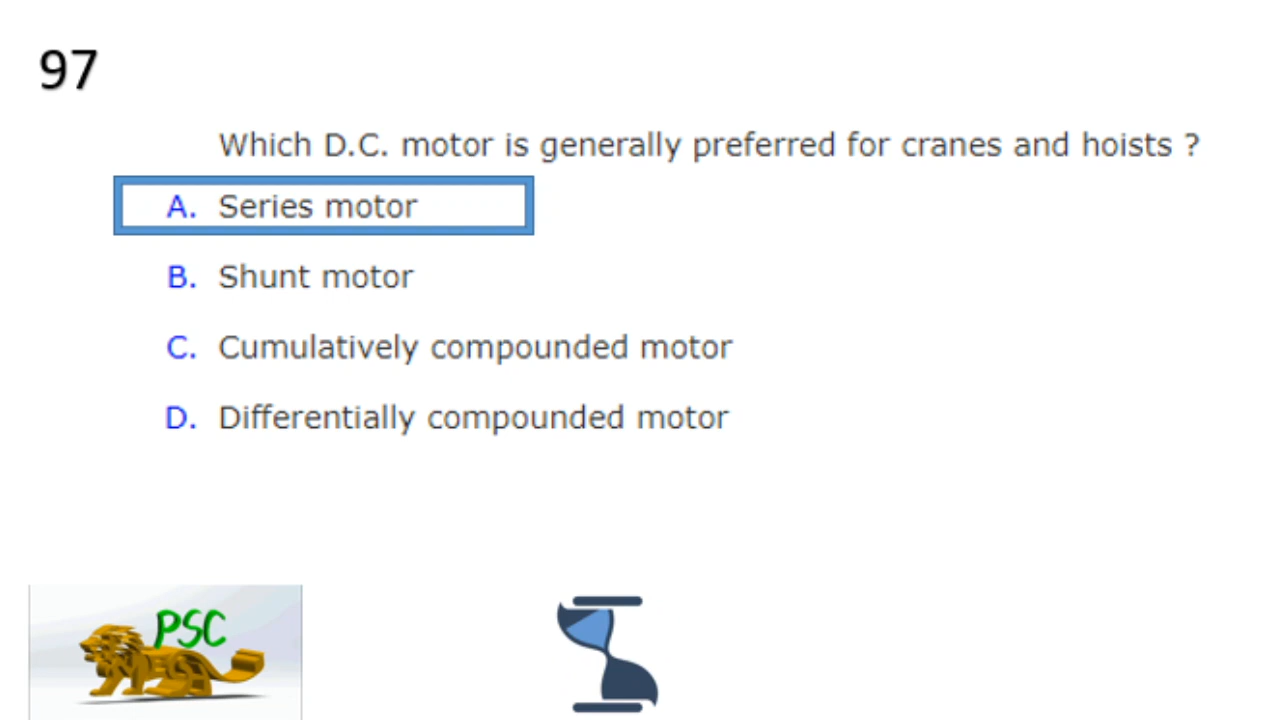 97
Which D.C. motor is generally preferred for cranes and hoists ?
A. Series motor
B. Shunt motor
C. Cumulatively compounded motor
D. Differentially compounded motor
PSC